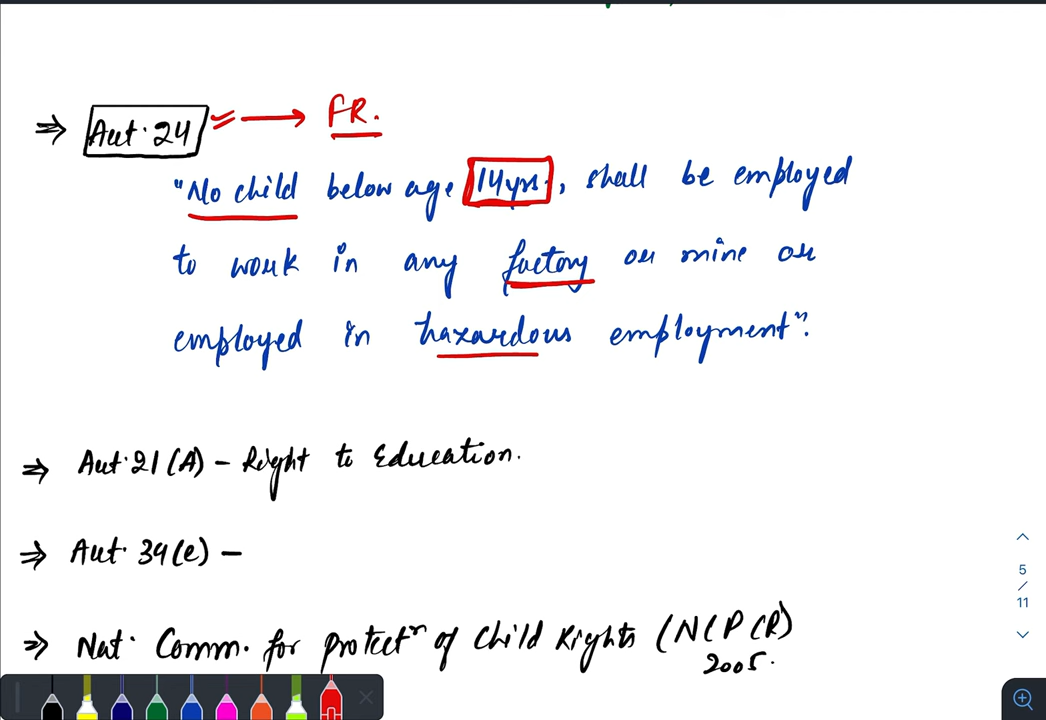 ⇒ Art. 24 → FR.
"No child below age 14yrs., shall be employed
to work in any factory or mine or
employed in hazardous employment".
⇒ Art. 21(A) - Right to Education.
⇒ Art. 39(e) -
⇒ Nat. Comm. for Protectⁿ of Child Rights (NCPCR)
2005.
5
/
11